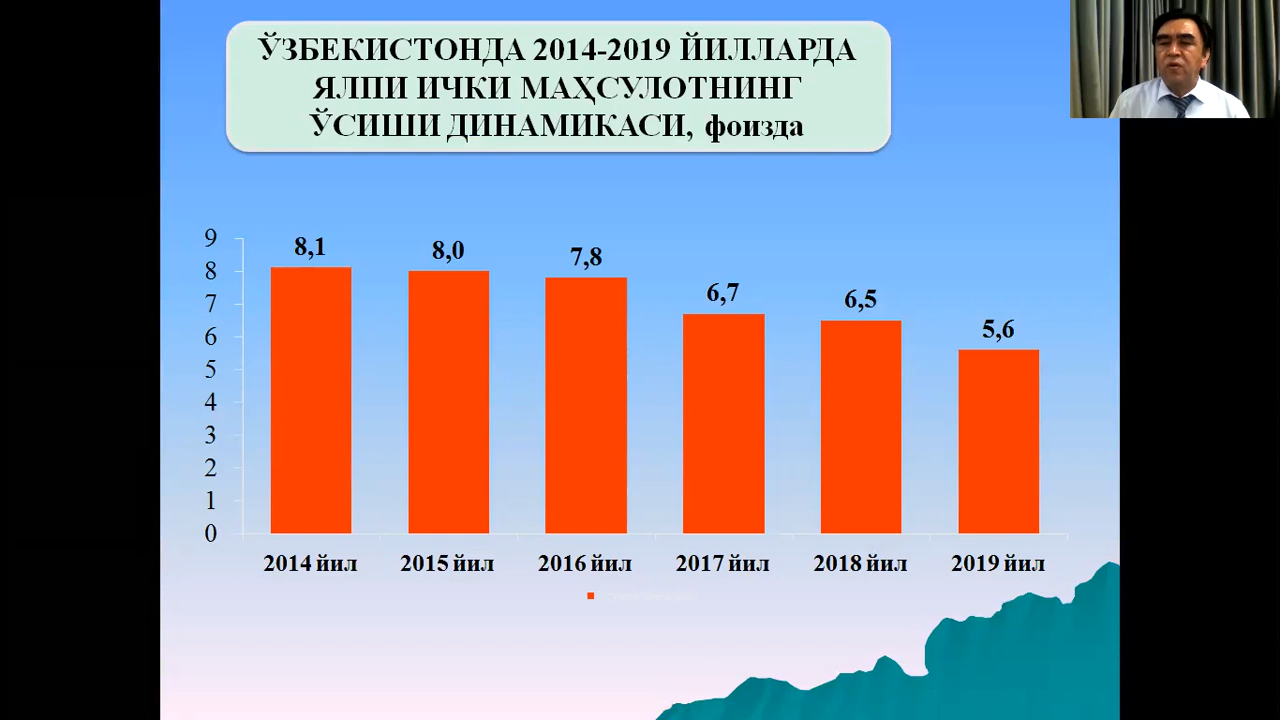 ЎЗБЕКИСТОНДА 2014-2019 ЙИЛЛАРДА
ЯЛПИ ИЧКИ МАҲСУЛОТНИНГ
ЎСИШИ ДИНАМИКАСИ, фоизда
9
8
7
6
5
4
3
2
1
0
8,1
8,0
7,8
6,7
6,5
5,6
2014 йил
2015 йил
2016 йил
2017 йил
2018 йил
2019 йил